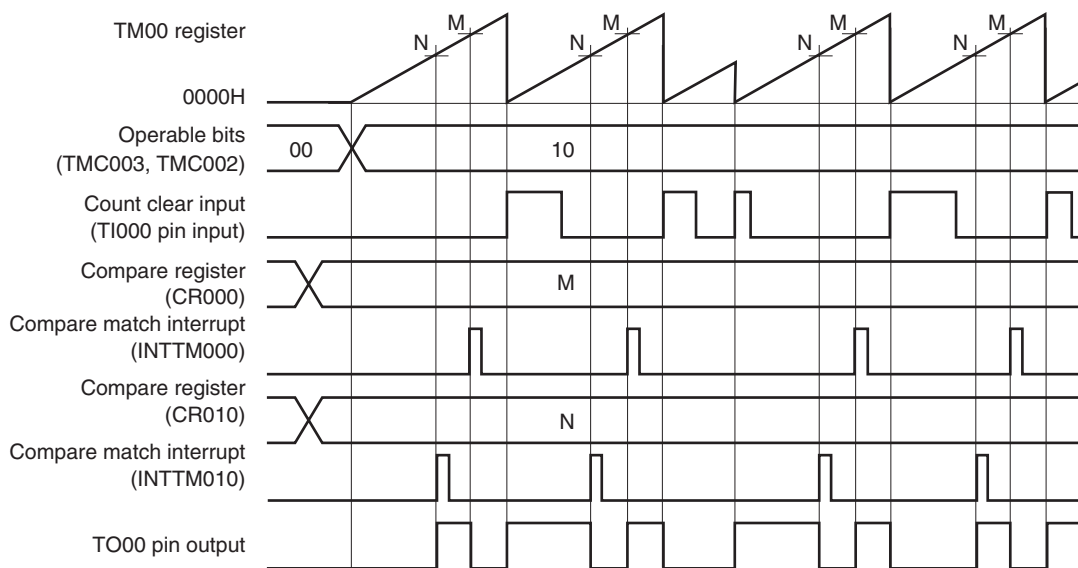 TM00 register
N M N M N M N M
0000H
Operable bits
(TMC003, TMC002)
00 10
Count clear input
(TI000 pin input)
Compare register
(CR000)
M
Compare match interrupt
(INTTM000)
Compare register
(CR010)
N
Compare match interrupt
(INTTM010)
TO00 pin output